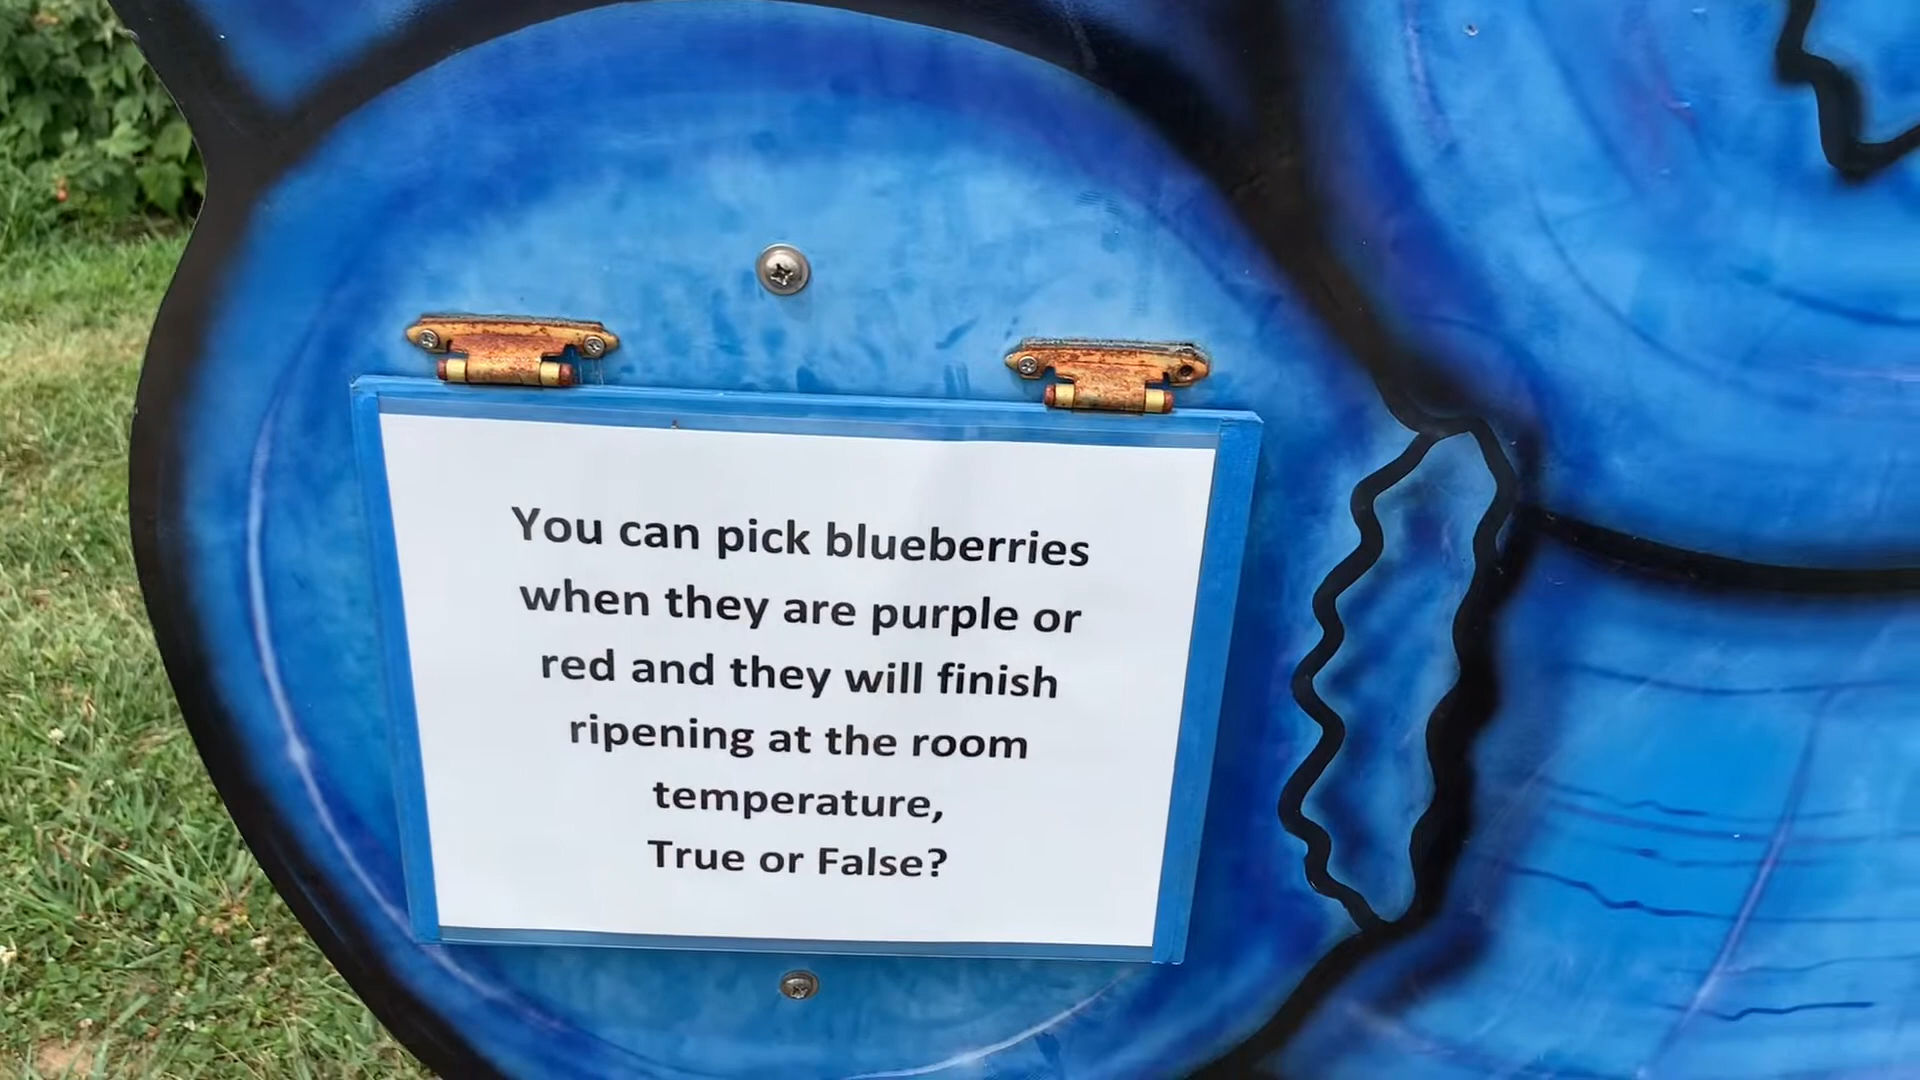 You can pick blueberries
when they are purple or
red and they will finish
ripening at the room
temperature,
True or False?